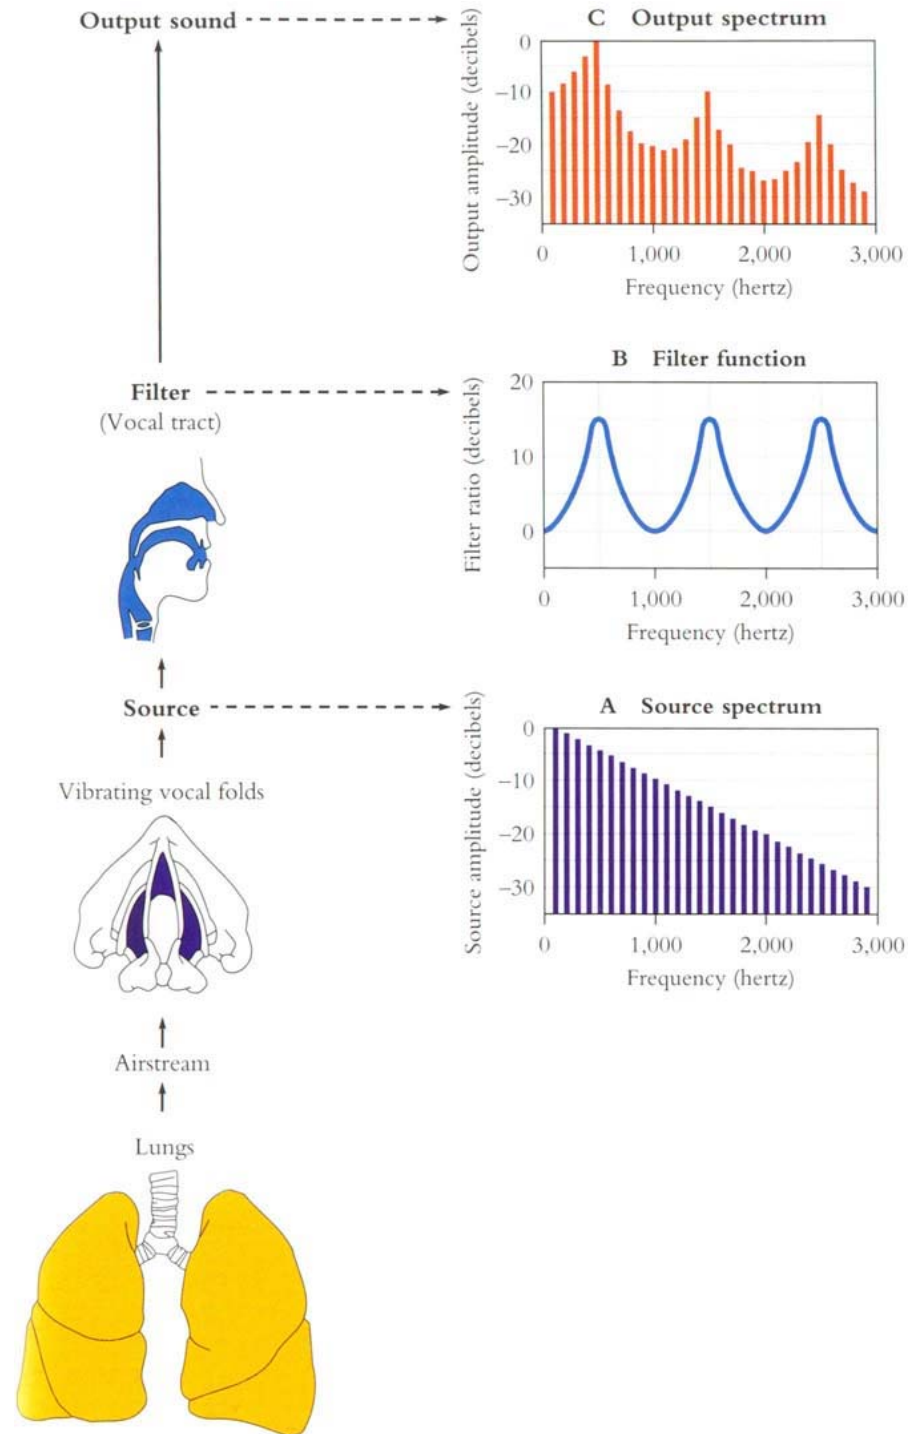 Output sound
C Output spectrum
Output amplitude (decibels)
0
−10
−20
−30
0 1,000 2,000 3,000
Frequency (hertz)
Filter
(Vocal tract)
B Filter function
Filter ratio (decibels)
20
10
0
0 1,000 2,000 3,000
Frequency (hertz)
Source
A Source spectrum
Source amplitude (decibels)
0
−10
−20
−30
0 1,000 2,000 3,000
Frequency (hertz)
Vibrating vocal folds
Airstream
Lungs